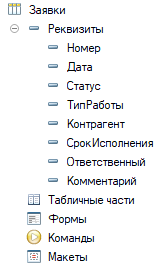 Заявки
Реквизиты
Номер
Дата
Статус
ТипРаботы
Контрагент
СрокИсполнения
Ответственный
Комментарий
Табличные части
Формы
Команды
Макеты